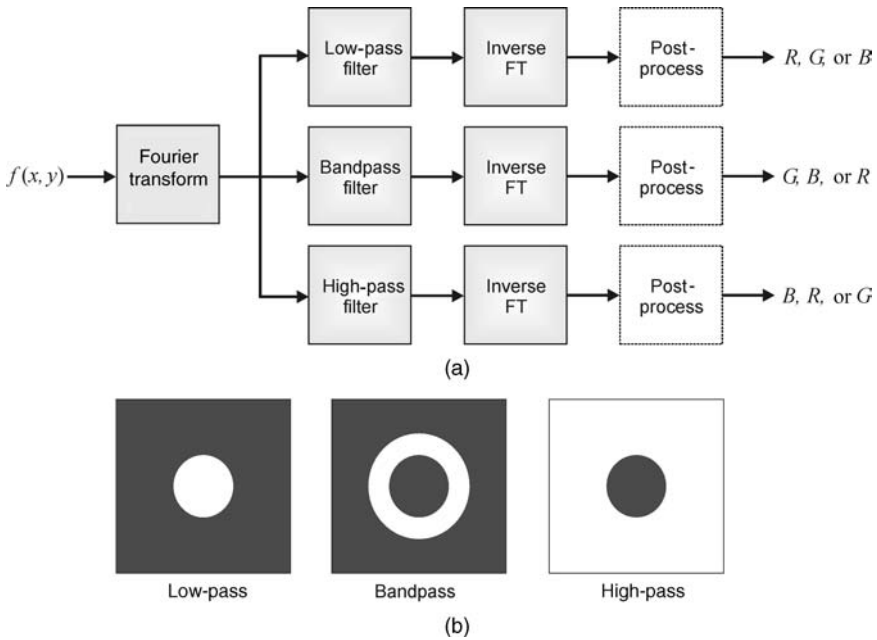 Low-pass
filter
Inverse
FT
Post-
process
R, G, or B
f(x, y)
Fourier
transform
Bandpass
filter
Inverse
FT
Post-
process
G, B, or R
High-pass
filter
Inverse
FT
Post-
process
B, R, or G
(a)
Low-pass
Bandpass
High-pass
(b)